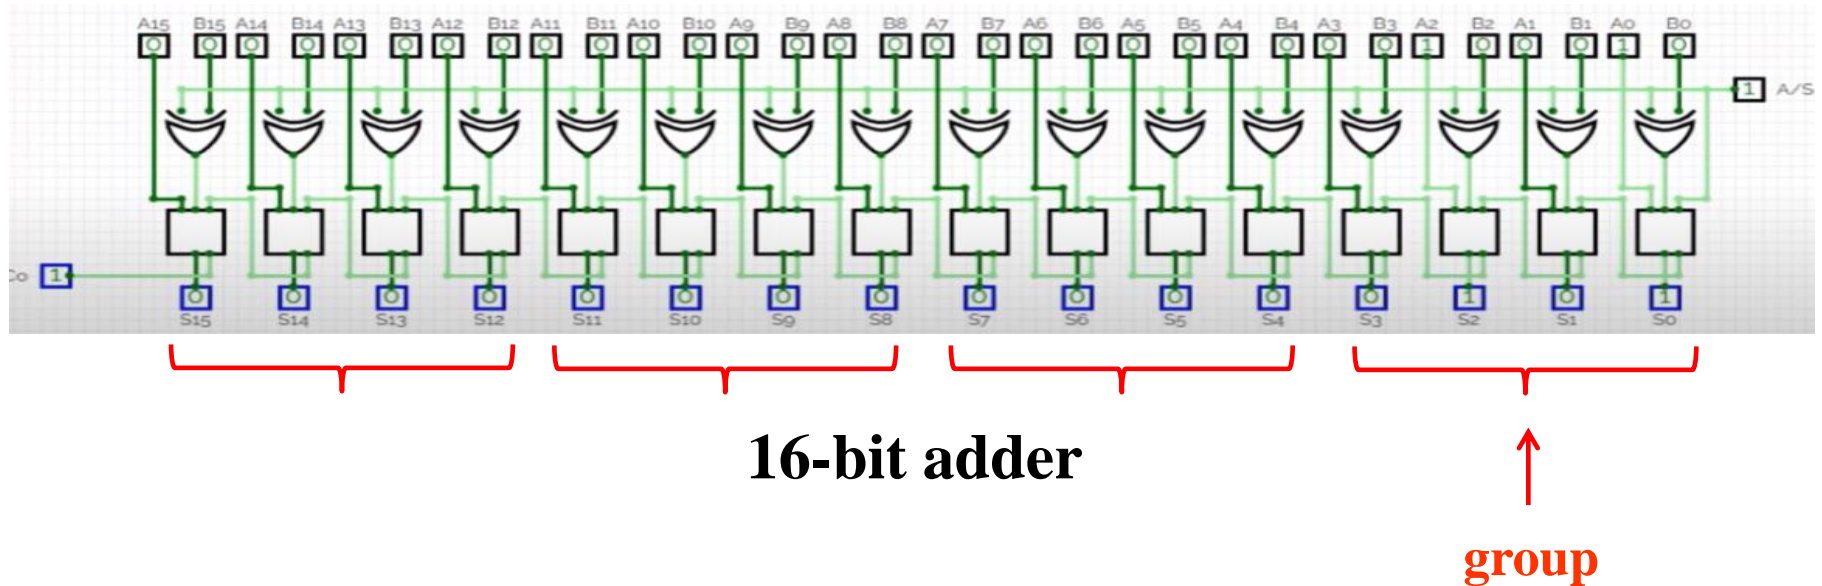 A15 B15 A14 B14 A13 B13 A12 B12 A11 B11 A10 B10 A9 B9 A8 B8 A7 B7 A6 B6 A5 B5 A4 B4 A3 B3 A2 B2 A1 B1 A0 B0
0 0 0 0 0 0 0 0 0 0 0 0 0 0 0 0 0 0 0 0 0 0 0 0 0 0 1 0 0 0 1 0
1 A/S
Co 1
0 0 0 0 0 0 0 0 0 0 0 0 0 1 0 1
S15 S14 S13 S12 S11 S10 S9 S8 S7 S6 S5 S4 S3 S2 S1 S0
16-bit adder
group